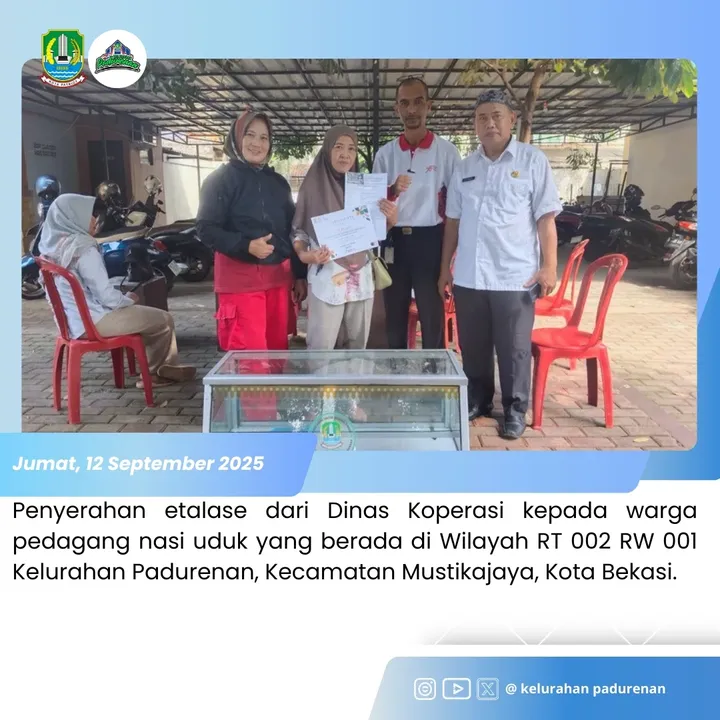 Jumat, 12 September 2025
Penyerahan etalase dari Dinas Koperasi kepada warga
pedagang nasi uduk yang berada di Wilayah RT 002 RW 001
Kelurahan Padurenan, Kecamatan Mustikajaya, Kota Bekasi.
@ kelurahan padurenan